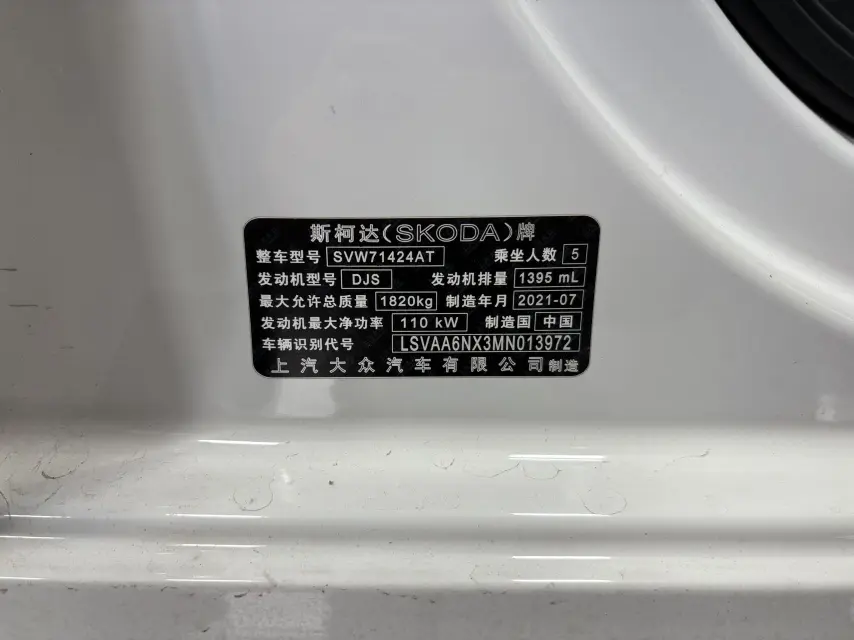 斯柯达(SKODA)牌
整车型号 SVW71424AT 乘坐人数 5
发动机型号 DJS 发动机排量 1395 mL
最大允许总质量 1820kg 制造年月 2021-07
发动机最大净功率 110 kW 制造国 中国
车辆识别代号 LSVAA6NX3MN013972
上汽大众汽车有限公司制造